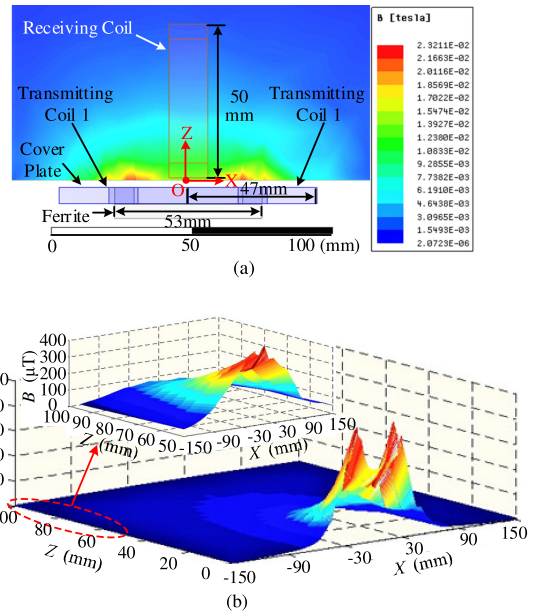 B [tesla]
2.3211E-02
2.1663E-02
2.0116E-02
1.8569E-02
1.7022E-02
1.5474E-02
1.3927E-02
1.2380E-02
1.0833E-02
9.2855E-03
7.7382E-03
6.1910E-03
4.6438E-03
3.0965E-03
1.5493E-03
2.0723E-06
Receiving Coil
Transmitting
Coil 1
50
mm
Transmitting
Coil 1
Cover
Plate
Z
O
X
47mm
Ferrite
53mm
0
50
100 (mm)
(a)
B (μT)
400
300
200
100
0
100 90 80 70 60 50
Z (mm)
-150 -90 -30 30 90 150
X (mm)
80
60
40
20
0
Z (mm)
-150
-90
-30
30
90
150
X (mm)
(b)